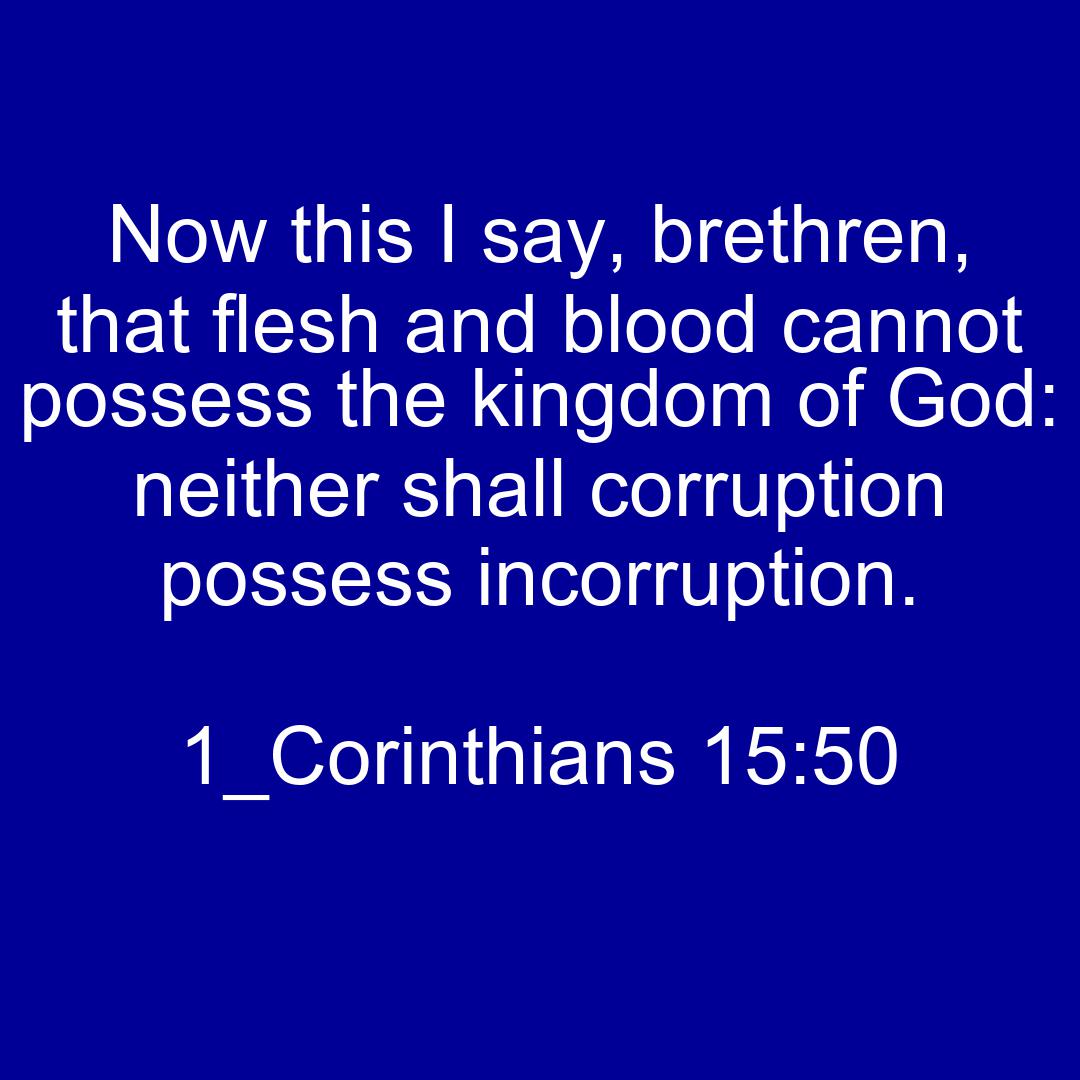 Now this I say, brethren,
that flesh and blood cannot
possess the kingdom of God:
neither shall corruption
possess incorruption.
1_Corinthians 15:50